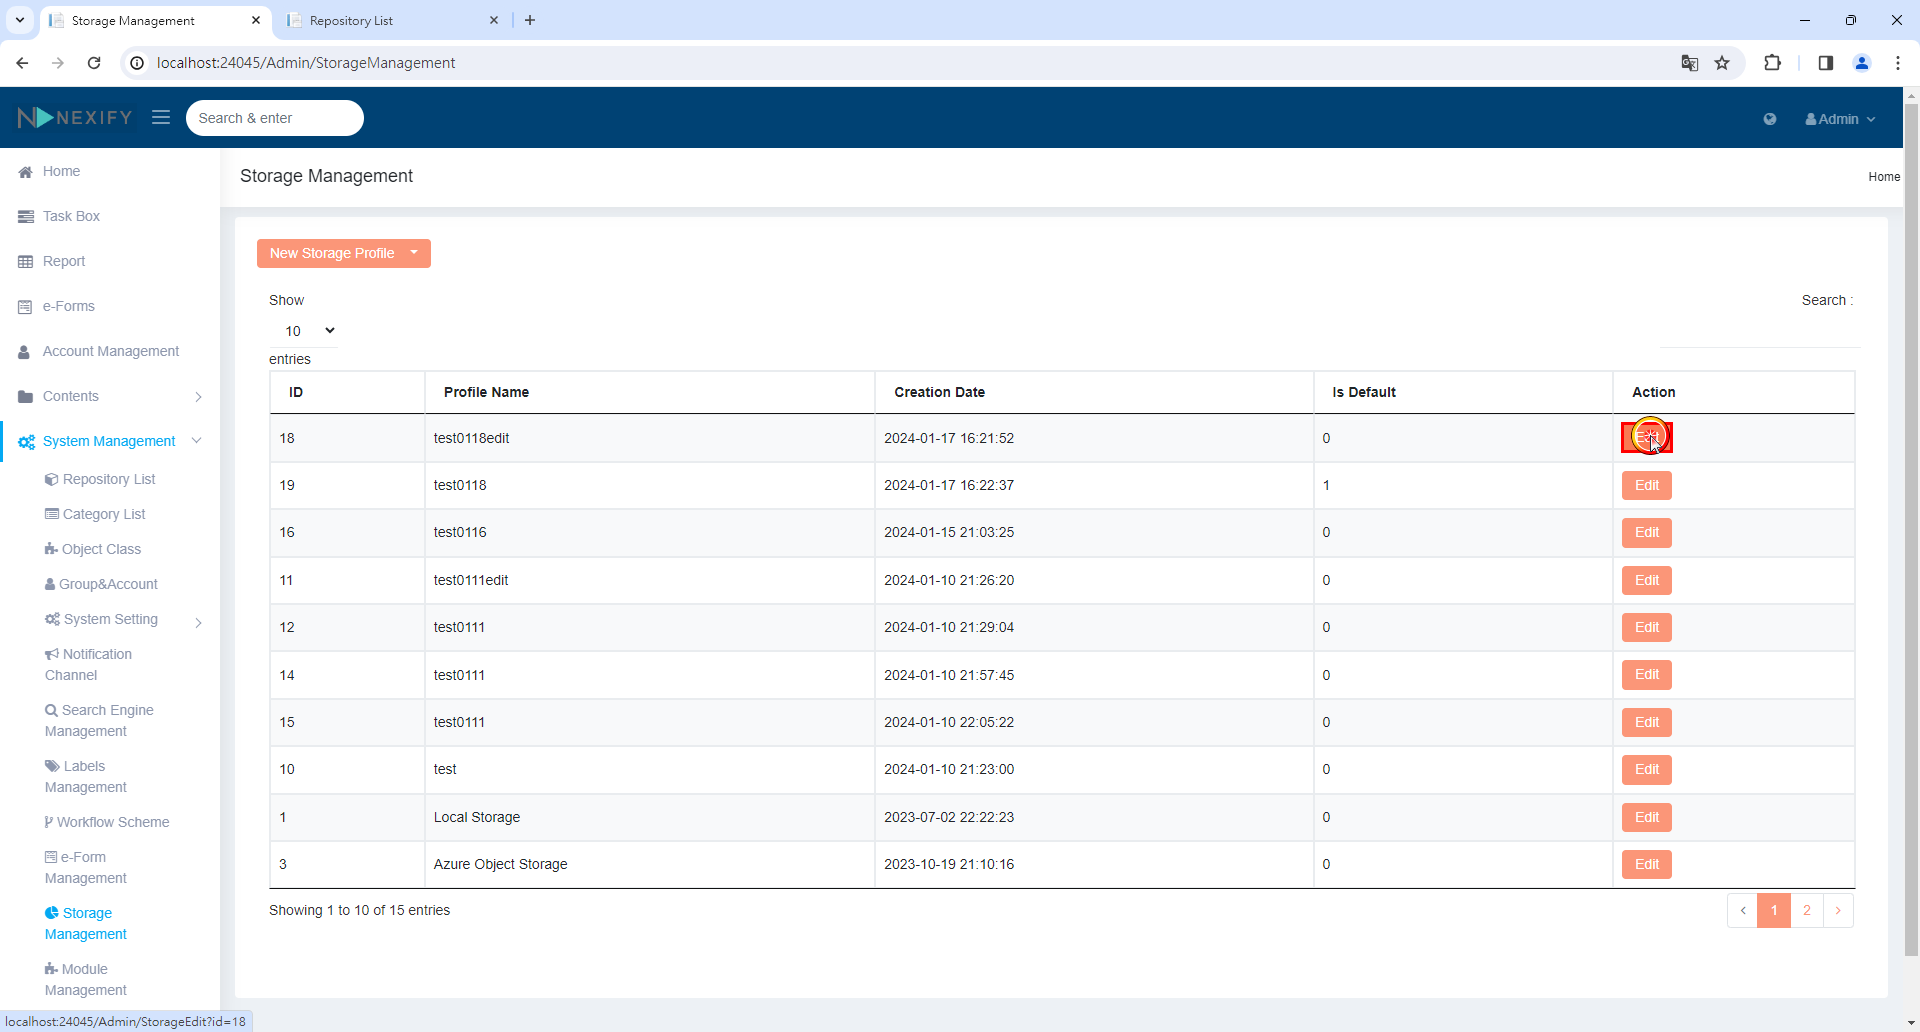 Storage Management
Repository List
localhost:24045/Admin/StorageManagement
NEXIFY
Search & enter
Admin
Home
Task Box
Report
e-Forms
Account Management
Contents
System Management
Repository List
Category List
Object Class
Group&Account
System Setting
Notification
Channel
Search Engine
Management
Labels
Management
Workflow Scheme
e-Form
Management
Storage
Management
Module
Management
Storage Management
Home
New Storage Profile
Show
10
entries
Search :
ID Profile Name Creation Date Is Default Action
18 test0118edit 2024-01-17 16:21:52 0 Edit
19 test0118 2024-01-17 16:22:37 1 Edit
16 test0116 2024-01-15 21:03:25 0 Edit
11 test0111edit 2024-01-10 21:26:20 0 Edit
12 test0111 2024-01-10 21:29:04 0 Edit
14 test0111 2024-01-10 21:57:45 0 Edit
15 test0111 2024-01-10 22:05:22 0 Edit
10 test 2024-01-10 21:23:00 0 Edit
1 Local Storage 2023-07-02 22:22:23 0 Edit
3 Azure Object Storage 2023-10-19 21:10:16 0 Edit
Showing 1 to 10 of 15 entries
1 2
localhost:24045/Admin/StorageEdit?id=18